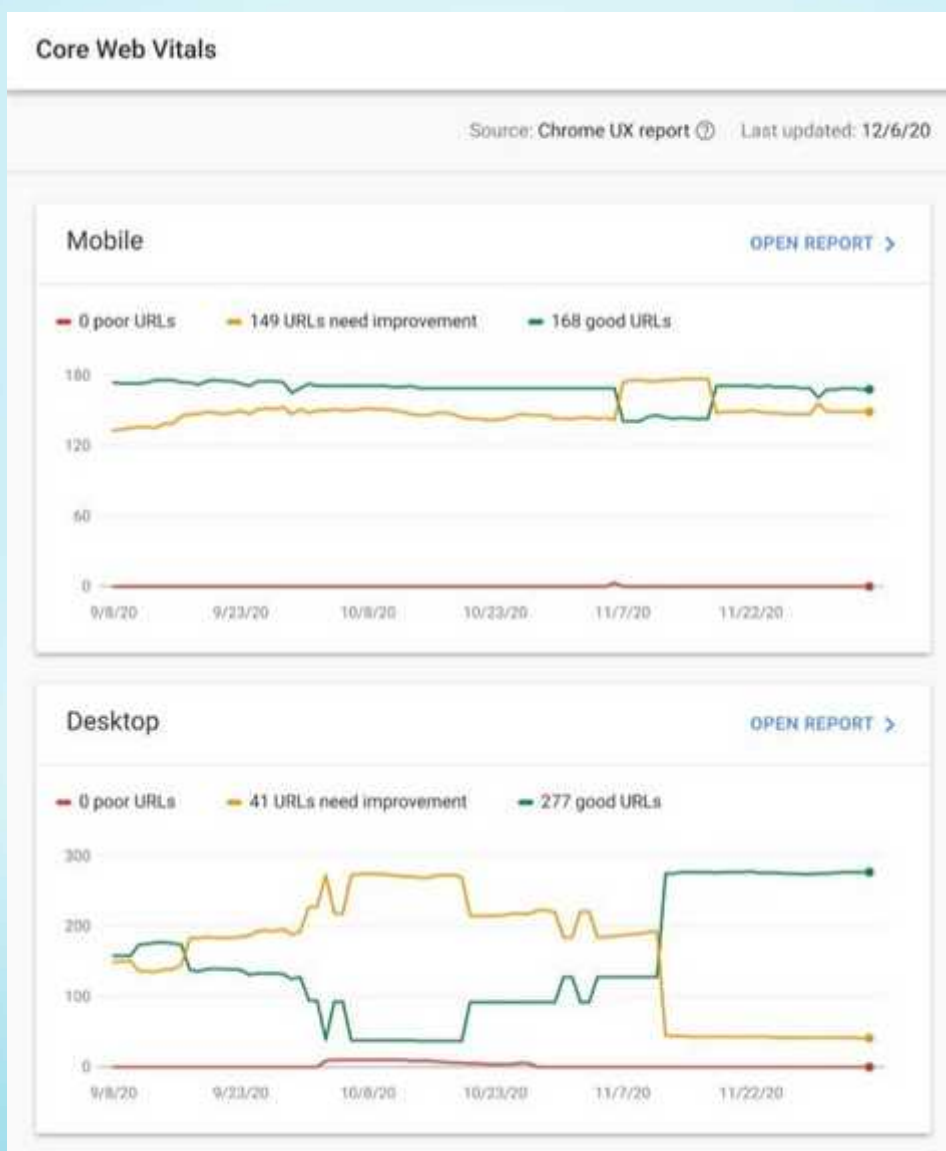 Core Web Vitals
Source: Chrome UX report Last updated: 12/6/20
Mobile
OPEN REPORT
0 poor URLs 149 URLs need improvement 168 good URLs
180
120
60
0
9/8/20 9/23/20 10/8/20 10/23/20 11/7/20 11/22/20
Desktop
OPEN REPORT
0 poor URLs 41 URLs need improvement 277 good URLs
300
200
100
0
9/8/20 9/23/20 10/8/20 10/23/20 11/7/20 11/22/20